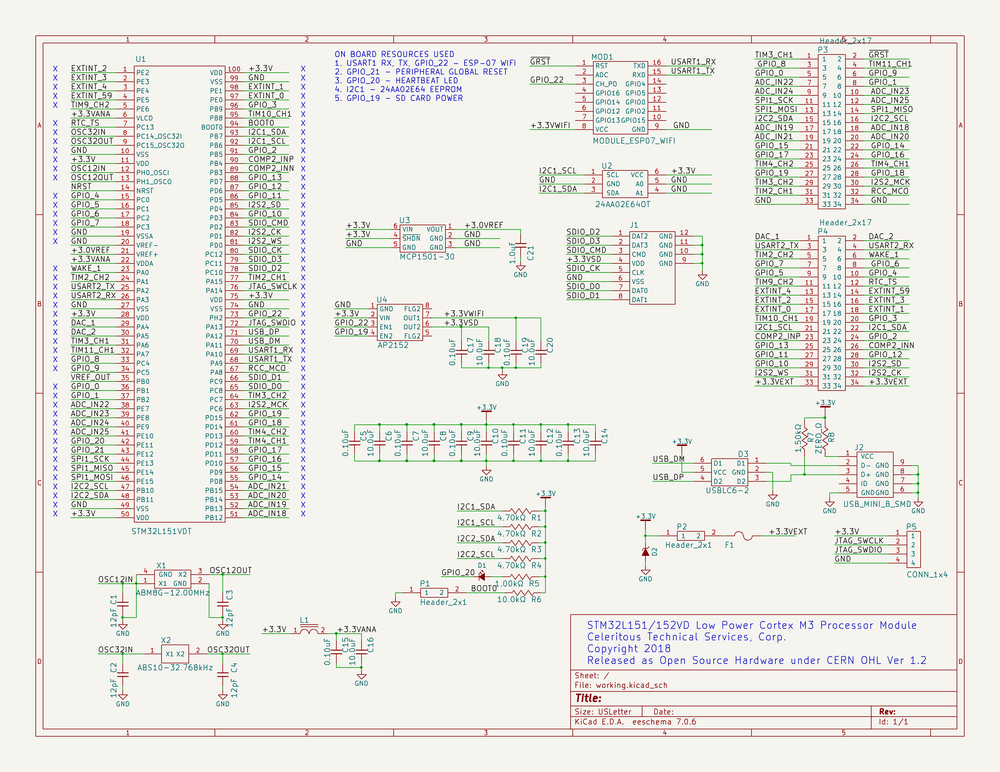 ON BOARD RESOURCES USED
1. USART1 RX, TX, GPIO_22 – ESP-07 WIFI
2. GPIO_21 – PERIPHERAL GLOBAL RESET
3. GPIO_20 – HEARTBEAT LED
4. I2C1 – 24AA02E64 EEPROM
5. GPIO_19 – SD CARD POWER
U1
X EXTINT_2 1 PE2 VDD 100 +3.3V
X EXTINT_3 2 PE3 VSS 99 GND X
X EXTINT_4 3 PE4 PE1 98 EXTINT_1 X
X EXTINT_59 4 PE5 PE0 97 EXTINT_0 X
X TIM9_CH2 5 PE6 PB9 96 GPIO_3 X
+3.3VANA 6 VLCD PB8 95 TIM10_CH1 X
X RTC_TS 7 PC13 BOOT0 94 BOOT0 X
X OSC32IN 8 PC14_OSC32I PB7 93 I2C1_SDA X
X OSC32OUT 9 PC15_OSC32O PB6 92 I2C1_SCL X
X GND 10 VSS PB5 91 GPIO_2 X
X +3.3V 11 VDD PB4 90 COMP2_INP X
X OSC12IN 12 PH0_OSCI PB3 89 COMP2_INN X
X OSC12OUT 13 PH1_OSCO PD7 88 GPIO_13 X
NRST 14 NRST PD6 87 GPIO_12 X
X GPIO_4 15 PC0 PD5 86 GPIO_11 X
X GPIO_5 16 PC1 PD4 85 I2S2_SD X
X GPIO_6 17 PC2 PD3 84 GPIO_10 X
X GPIO_7 18 PC3 PD2 83 SDIO_CMD X
X GND 19 VSSA PD1 82 I2S2_CK X
X GND 20 VREF- PD0 81 I2S2_WS X
+3.0VREF 21 VREF+ PC12 80 SDIO_CK X
+3.3VANA 22 VDDA PC11 79 SDIO_D3 X
X WAKE_1 23 PA0 PC10 78 SDIO_D2 X
X TIM2_CH2 24 PA1 PA15 77 TIM2_CH1 X
X USART2_TX 25 PA2 PA14 76 JTAG_SWCLK X
X USART2_RX 26 PA3 VDD 75 +3.3V X
X GND 27 VSS VSS 74 GND X
X +3.3V 28 VDD PH2 73 GPIO_22 X
X DAC_1 29 PA4 PA13 72 JTAG_SWDIO X
X DAC_2 30 PA5 PA12 71 USB_DP X
X TIM3_CH1 31 PA6 PA11 70 USB_DM X
X TIM11_CH1 32 PA7 PA10 69 USART1_RX X
X GPIO_8 33 PC4 PA9 68 USART1_TX X
X GPIO_9 34 PC5 PA8 67 RCC_MCO X
VREF_OUT 35 PB0 PC9 66 SDIO_D1 X
X GPIO_0 36 PB1 PC8 65 SDIO_D0 X
X GPIO_1 37 PB2 PC7 64 TIM3_CH2 X
X ADC_IN22 38 PE7 PC6 63 I2S2_MCK X
X ADC_IN23 39 PE8 PD15 62 GPIO_19 X
X ADC_IN24 40 PE9 PD14 61 GPIO_18 X
X ADC_IN25 41 PE10 PD13 60 TIM4_CH2 X
X GPIO_20 42 PE11 PD12 59 TIM4_CH1 X
X GPIO_21 43 PE12 PD11 58 GPIO_17 X
X SPI1_SCK 44 PE13 PD10 57 GPIO_16 X
X SPI1_MISO 45 PE14 PD9 56 GPIO_15 X
X SPI1_MOSI 46 PE15 PD8 55 GPIO_14 X
X I2C2_SCL 47 PB10 PB15 54 ADC_IN21 X
X I2C2_SDA 48 PB11 PB14 53 ADC_IN20 X
X GND 49 VSS PB13 52 ADC_IN19 X
X +3.3V 50 VDD PB12 51 ADC_IN18 X
STM32L151VDT
MOD1
GRST 1 RST TXD 16 USART1_RX
2 ADC RXD 15 USART1_TX
GPIO_22 3 CH_PD GPIO4 14
4 GPIO16 GPIO5 13
5 GPIO14 GPIO0 12
6 GPIO12 GPIO2 11
7 GPIO13 GPIO15 10
+3.3VWIFI 8 VCC GND 9 GND
MODULE_ESP07_WIFI
U2
I2C1_SCL 1 SCL VCC 6 +3.3V
GND 2 GND A0 5 GND
I2C1_SDA 3 SDA A1 4 GND
24AA02E64OT
U3
+3.3V 6 VIN VOUT 1 +3.0VREF
+3.3V 4 SHDN GND 2 GND
GND 5 GND GND 3 GND
MCP1501-30
1.0uF C21
GND
J1
SDIO_D2 1 DAT2 GND 12
SDIO_D3 2 DAT3 GND 11
SDIO_CMD 3 CMD GND 10
+3.3VSD 4 VDD GND 9
SDIO_CK 5 CLK
GND 6 VSS
SDIO_D0 7 DAT0
SDIO_D1 8 DAT1
GND
U4
GND 1 GND FLG2 8
+3.3V 2 VIN OUT1 7 +3.3VWIFI
GPIO_22 3 EN1 OUT2 6 +3.3VSD
GPIO_19 4 EN2 FLG2 5
AP2152
0.10uF C17
10.0uF C18
0.10uF C19
10.0uF C20
GND
Header_2x17
P3
TIM3_CH1 1 2 GRST
GPIO_8 3 4 TIM11_CH1
GPIO_0 5 6 GPIO_9
ADC_IN22 7 8 GPIO_1
ADC_IN24 9 10 ADC_IN23
SPI1_SCK 11 12 ADC_IN25
SPI1_MOSI 13 14 SPI1_MISO
I2C2_SDA 15 16 I2C2_SCL
ADC_IN19 17 18 ADC_IN18
ADC_IN21 19 20 ADC_IN20
GPIO_15 21 22 GPIO_14
GPIO_17 23 24 GPIO_16
TIM4_CH2 25 26 TIM4_CH1
GPIO_19 27 28 GPIO_18
TIM3_CH2 29 30 I2S2_MCK
TIM2_CH1 31 32 RCC_MCO
GND 33 34 GND
Header_2x17
P4
DAC_1 1 2 DAC_2
USART2_TX 3 4 USART2_RX
TIM2_CH2 5 6 WAKE_1
GPIO_7 7 8 GPIO_6
GPIO_5 9 10 GPIO_4
TIM9_CH2 11 12 RTC_TS
EXTINT_4 13 14 EXTINT_59
EXTINT_2 15 16 EXTINT_3
EXTINT_0 17 18 EXTINT_1
TIM10_CH1 19 20 GPIO_3
I2C1_SCL 21 22 I2C1_SDA
COMP2_INP 23 24 GPIO_2
GPIO_13 25 26 COMP2_INN
GPIO_11 27 28 GPIO_12
GPIO_10 29 30 I2S2_SD
I2S2_WS 31 32 I2S2_CK
+3.3VEXT 33 34 +3.3VEXT
+3.3V
0.10uF C5
10.0uF C6
0.10uF C7
10.0uF C8
0.10uF C9
10.0uF C10
0.10uF C11
10.0uF C12
0.10uF C13
10.0uF C14
GND
+3.3V
I2C1_SDA 4.70kΩ R1
I2C1_SCL 4.70kΩ R2
I2C2_SDA 4.70kΩ R3
I2C2_SCL 4.70kΩ R4
GPIO_20 D1 1.00kΩ R5
P1 1 2 BOOT0 10.0kΩ R6
Header_2x1
GND
+3.3V
D3
USB_DM 6 D1 D1 1
5 VCC GND 2
USB_DP 4 D2 D2 3
USBLC6-2
GND
+3.3V
1.50kΩ R7
ZERO Ω R8
J2
1 VCC
2 D- GND 9
3 D+ GND 8
4 ID GND 7
5 GND GND 6
USB_MINI_B_SMD
GND GND
+3.3V
D2
GND
P2 1 2
Header_2x1
F1
+3.3VEXT
P5
+3.3V 1
JTAG_SWCLK 2
JTAG_SWDIO 3
GND 4
CONN_1x4
X1
OSC12IN OSC12OUT
4 GND X2 3
1 X1 GND 2
ABM8G-12.00MHz
12pF C1
12pF C3
GND GND
X2
OSC32IN 1 X1 X2 2 OSC32OUT
ABS10-32.768kHz
12pF C2
12pF C4
GND GND
L1
+3.3V 1 2 +3.3VANA
0.10uF C15
10.0uF C16
GND
STM32L151/152VD Low Power Cortex M3 Processor Module
Celeritous Technical Services, Corp.
Copyright 2018
Released as Open Source Hardware under CERN OHL Ver 1.2
Sheet: /
File: working.kicad_sch
Title:
Size: USLetter Date: Rev:
KiCad E.D.A. eeschema 7.0.6 Id: 1/1
1 2 3 4 5
A B C D